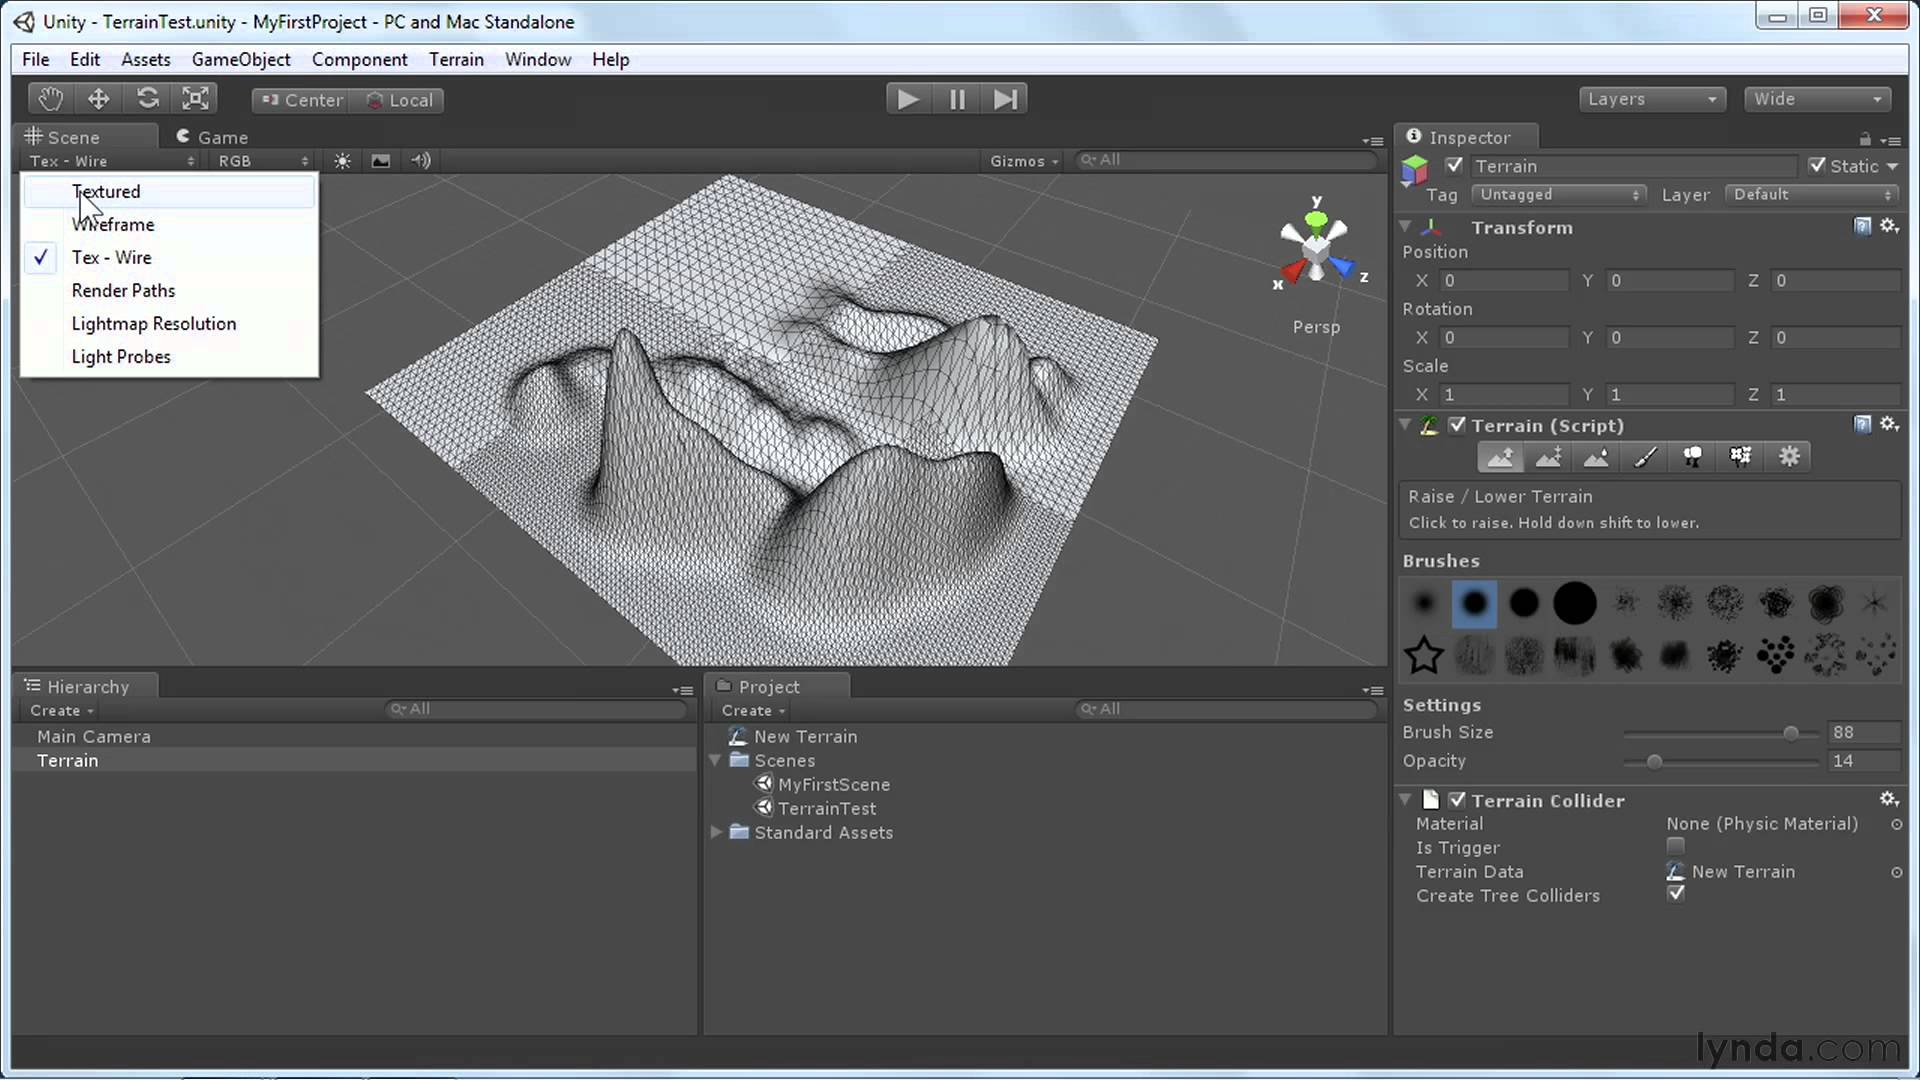 Unity - TerrainTest.unity - MyFirstProject - PC and Mac Standalone
File Edit Assets GameObject Component Terrain Window Help
Center Local
Layers Wide
Scene Game
Tex - Wire RGB Gizmos All
Textured
Wireframe
Tex - Wire
Render Paths
Lightmap Resolution
Light Probes
y
x
z
Persp
Inspector
Terrain Static
Tag Untagged Layer Default
Transform
Position
X 0 Y 0 Z 0
Rotation
X 0 Y 0 Z 0
Scale
X 1 Y 1 Z 1
Terrain (Script)
Raise / Lower Terrain
Click to raise. Hold down shift to lower.
Brushes
Settings
Brush Size 88
Opacity 14
Terrain Collider
Material None (Physic Material)
Is Trigger
Terrain Data New Terrain
Create Tree Colliders
Hierarchy
Create All
Main Camera
Terrain
Project
Create All
New Terrain
Scenes
MyFirstScene
TerrainTest
Standard Assets
lynda.com